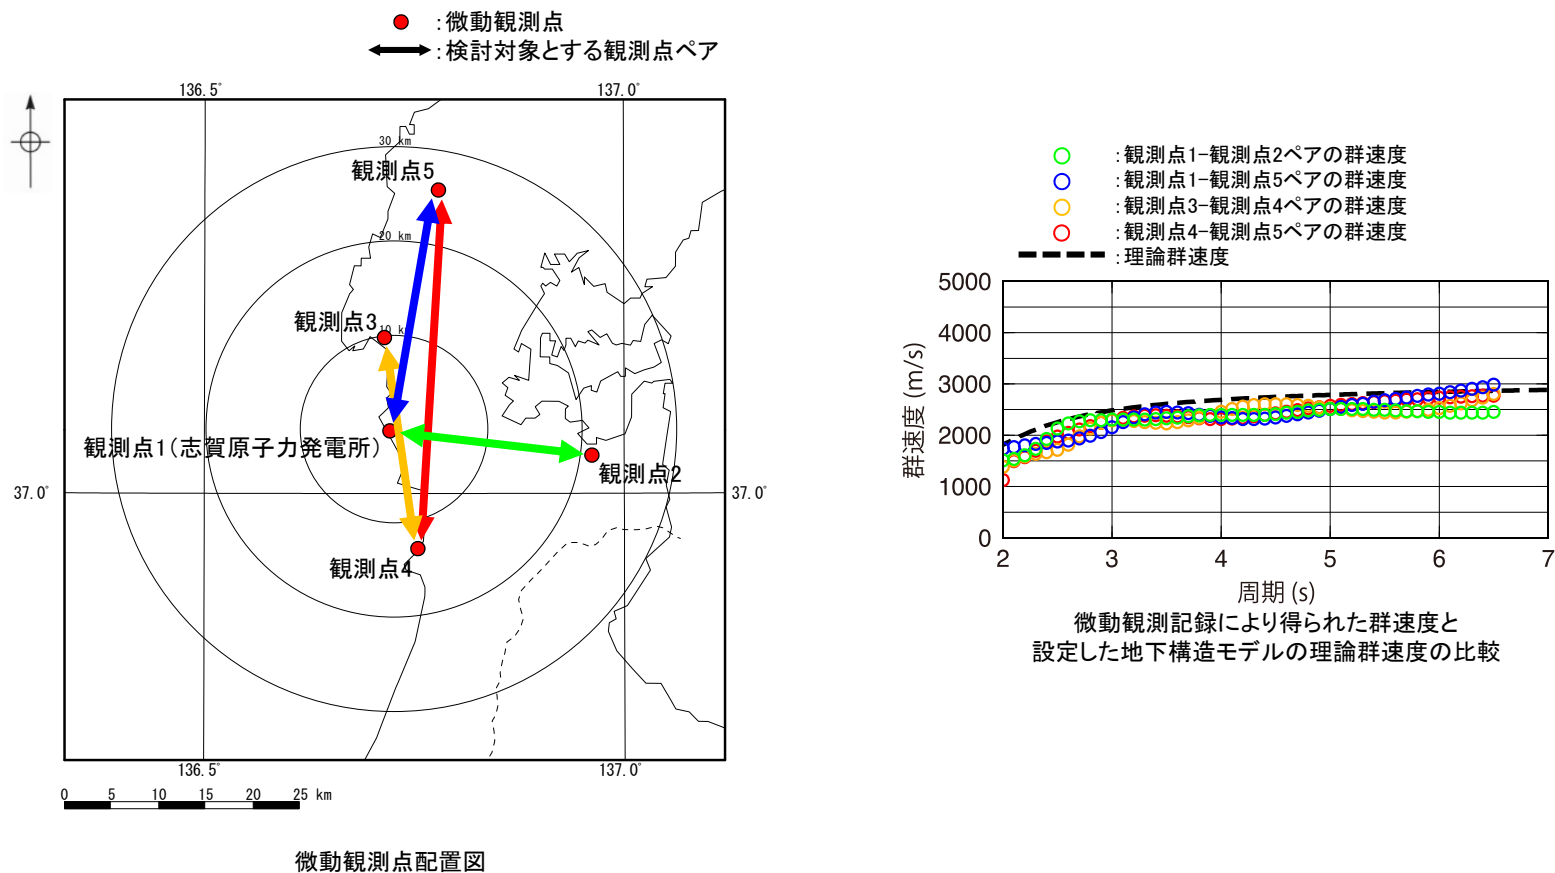 ：微動観測点
：検討対象とする観測点ペア
136.5°
137.0°
30 km
観測点5
20 km
観測点3
10 km
観測点1（志賀原子力発電所）
観測点2
37.0°
37.0°
観測点4
136.5°
137.0°
0 5 10 15 20 25 km
微動観測点配置図
：観測点1-観測点2ペアの群速度
：観測点1-観測点5ペアの群速度
：観測点3-観測点4ペアの群速度
：観測点4-観測点5ペアの群速度
：理論群速度
群速度 (m/s)
5000
4000
3000
2000
1000
0
2 3 4 5 6 7
周期 (s)
微動観測記録により得られた群速度と
設定した地下構造モデルの理論群速度の比較